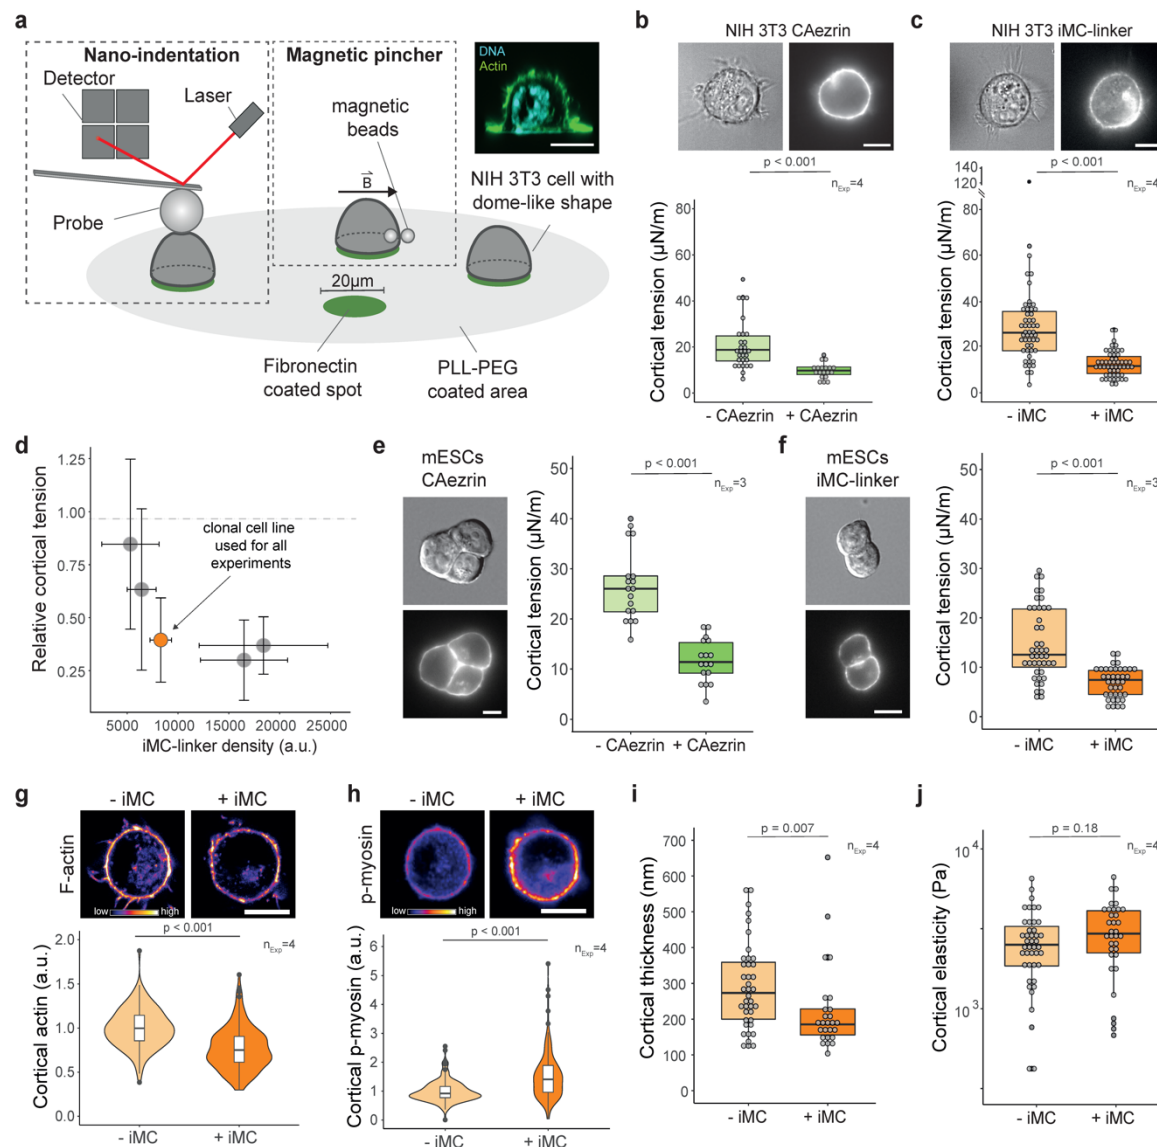 a
Nano-indentation
Detector
Laser
Probe
Magnetic pincher
magnetic
beads
B
DNA
Actin
NIH 3T3 cell with
dome-like shape
20µm
Fibronectin
coated spot
PLL-PEG
coated area
b
NIH 3T3 CAezrin
p < 0.001
nExp=4
Cortical tension (µN/m)
80
60
40
20
0
- CAezrin + CAezrin
c
NIH 3T3 iMC-linker
p < 0.001
nExp=4
Cortical tension (µN/m)
140
120
80
60
40
20
0
- iMC + iMC
d
Relative cortical tension
1.25
1.00
0.75
0.50
0.25
clonal cell line
used for all
experiments
5000 10000 15000 20000 25000
iMC-linker density (a.u.)
e
mESCs
CAezrin
p < 0.001
nExp=3
Cortical tension (µN/m)
50
40
30
20
10
0
- CAezrin + CAezrin
f
mESCs
iMC-linker
p < 0.001
nExp=3
Cortical tension (µN/m)
50
40
30
20
10
0
- iMC + iMC
g
- iMC + iMC
F-actin
low high
p < 0.001
nExp=4
Cortical actin (a.u.)
2.0
1.5
1.0
0.5
0.0
- iMC + iMC
h
- iMC + iMC
p-myosin
low high
p < 0.001
nExp=4
Cortical p-myosin (a.u.)
6
5
4
3
2
1
0
- iMC + iMC
i
p = 0.007
nExp=4
Cortical thickness (nm)
700
600
500
400
300
200
100
0
- iMC + iMC
j
p = 0.18
nExp=4
Cortical elasticity (Pa)
10⁴
10³
- iMC + iMC